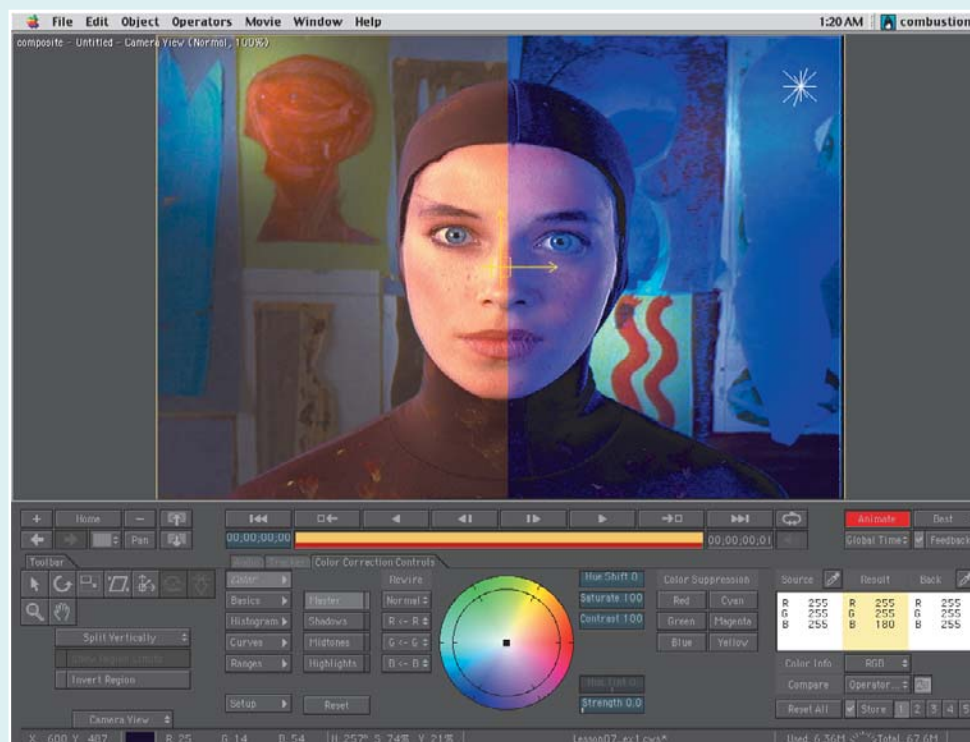 File Edit Object Operators Movie Window Help 1:20 AM combustion
composite - Untitled - Camera View (Normal, 100%)
+ Home - Animate Best
Pan 00;00;00;00 00;00;00;01 Global Time Feedback
Toolbar Audio Tracker Color Correction Controls
Color Rewire Hue Shift 0 Color Suppression Source Result Back
Basics Master Normal Saturate 100 Red Cyan R 255 R 255 R 255
Histogram Shadows R <- R Contrast 100 Green Magenta G 255 G 255 G 255
Split Vertically Curves Midtones G <- G Blue Yellow B 255 B 180 B 255
Ranges Highlights B <- B Color Info RGB
Invert Region Compare Operator...
Setup Reset Strength 0.0 Reset All Store 1 2 3 4 5
Camera View
X 600 Y 487 R 25 G 14 B 54 H 257° S 74% V 21% Lesson07_ex1.cws* Used 6.36M Total 67.6M